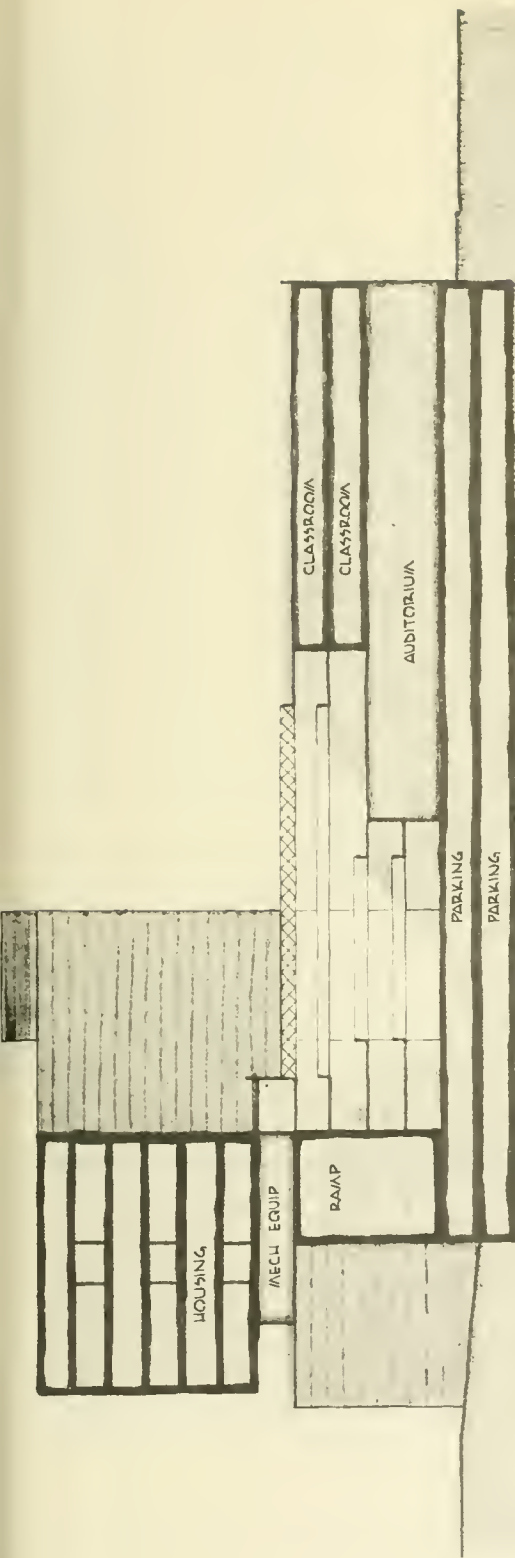 HOUSING
MECH EQUIP
CLASSROOM
RAMP
CLASSROOM
AUDITORIUM
PARKING
PARKING